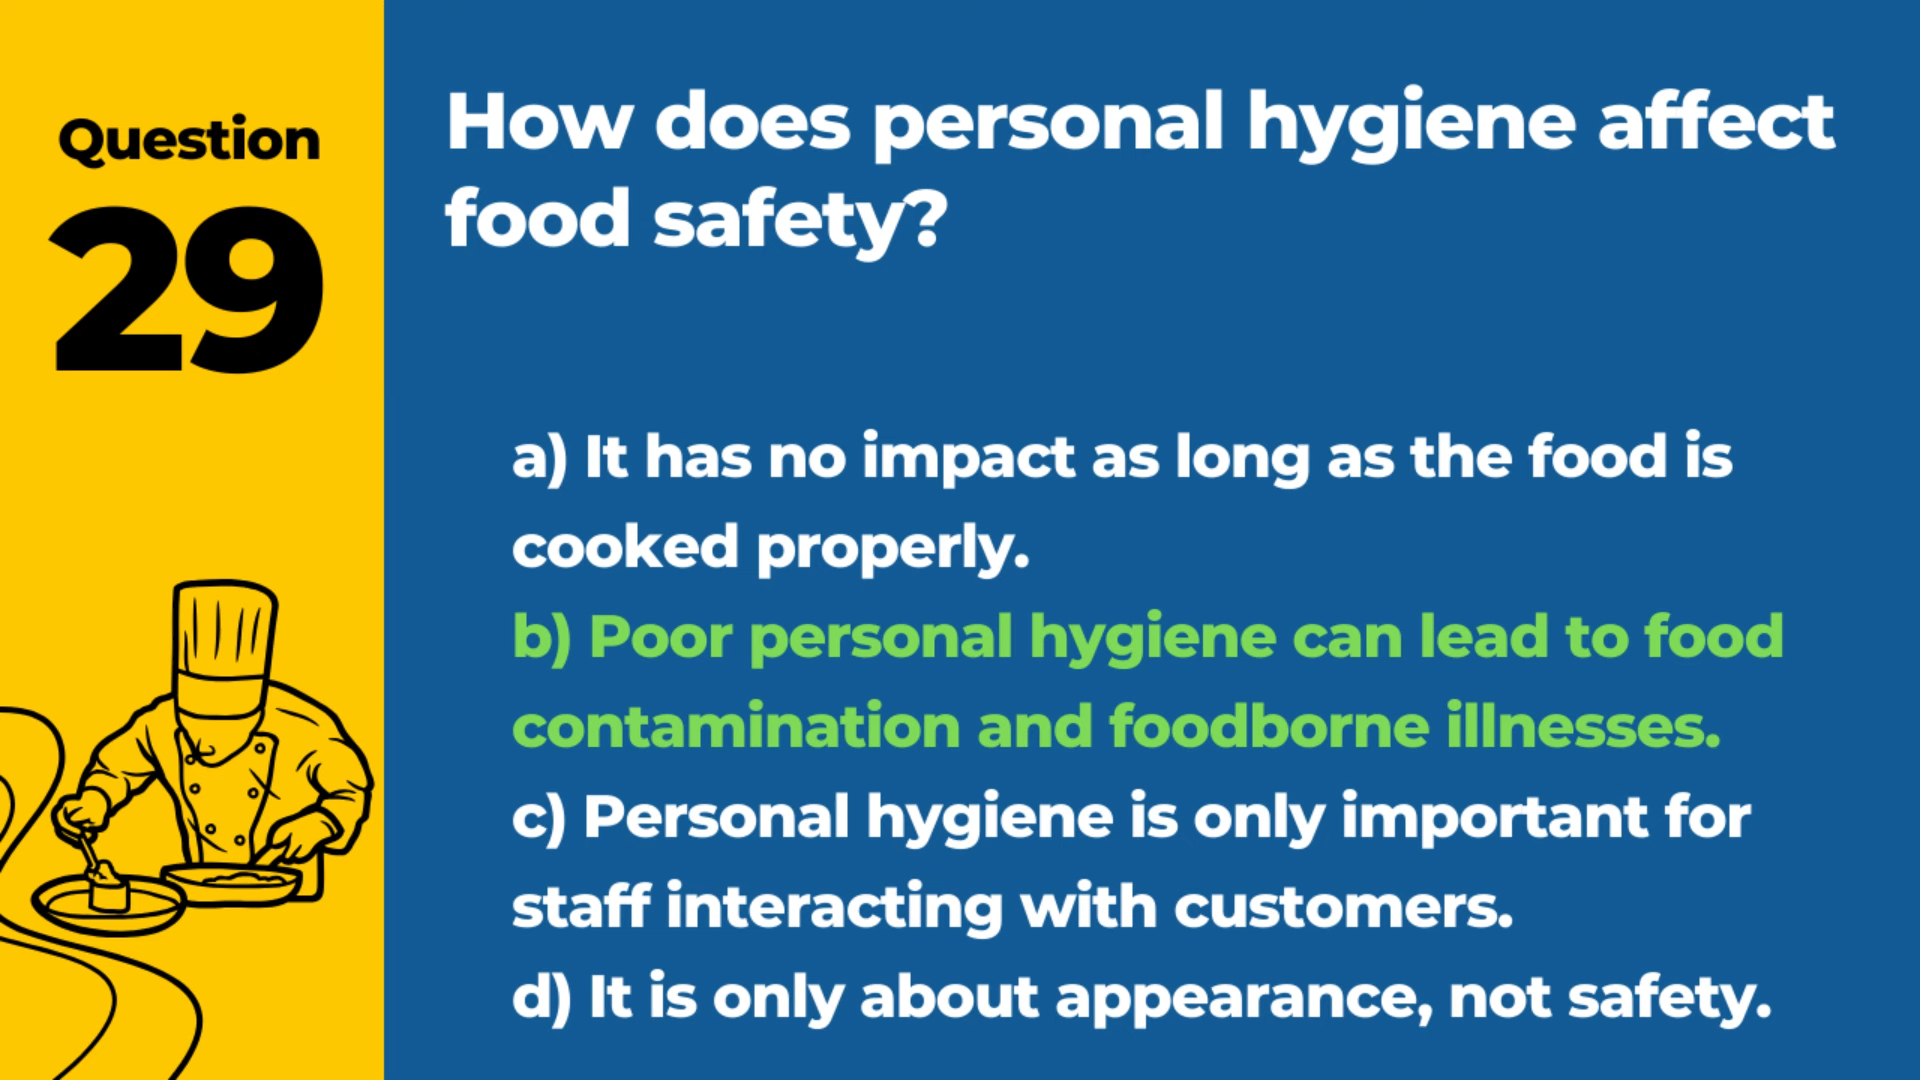 Question
29
How does personal hygiene affect
food safety?
a) It has no impact as long as the food is
cooked properly.
b) Poor personal hygiene can lead to food
contamination and foodborne illnesses.
c) Personal hygiene is only important for
staff interacting with customers.
d) It is only about appearance, not safety.